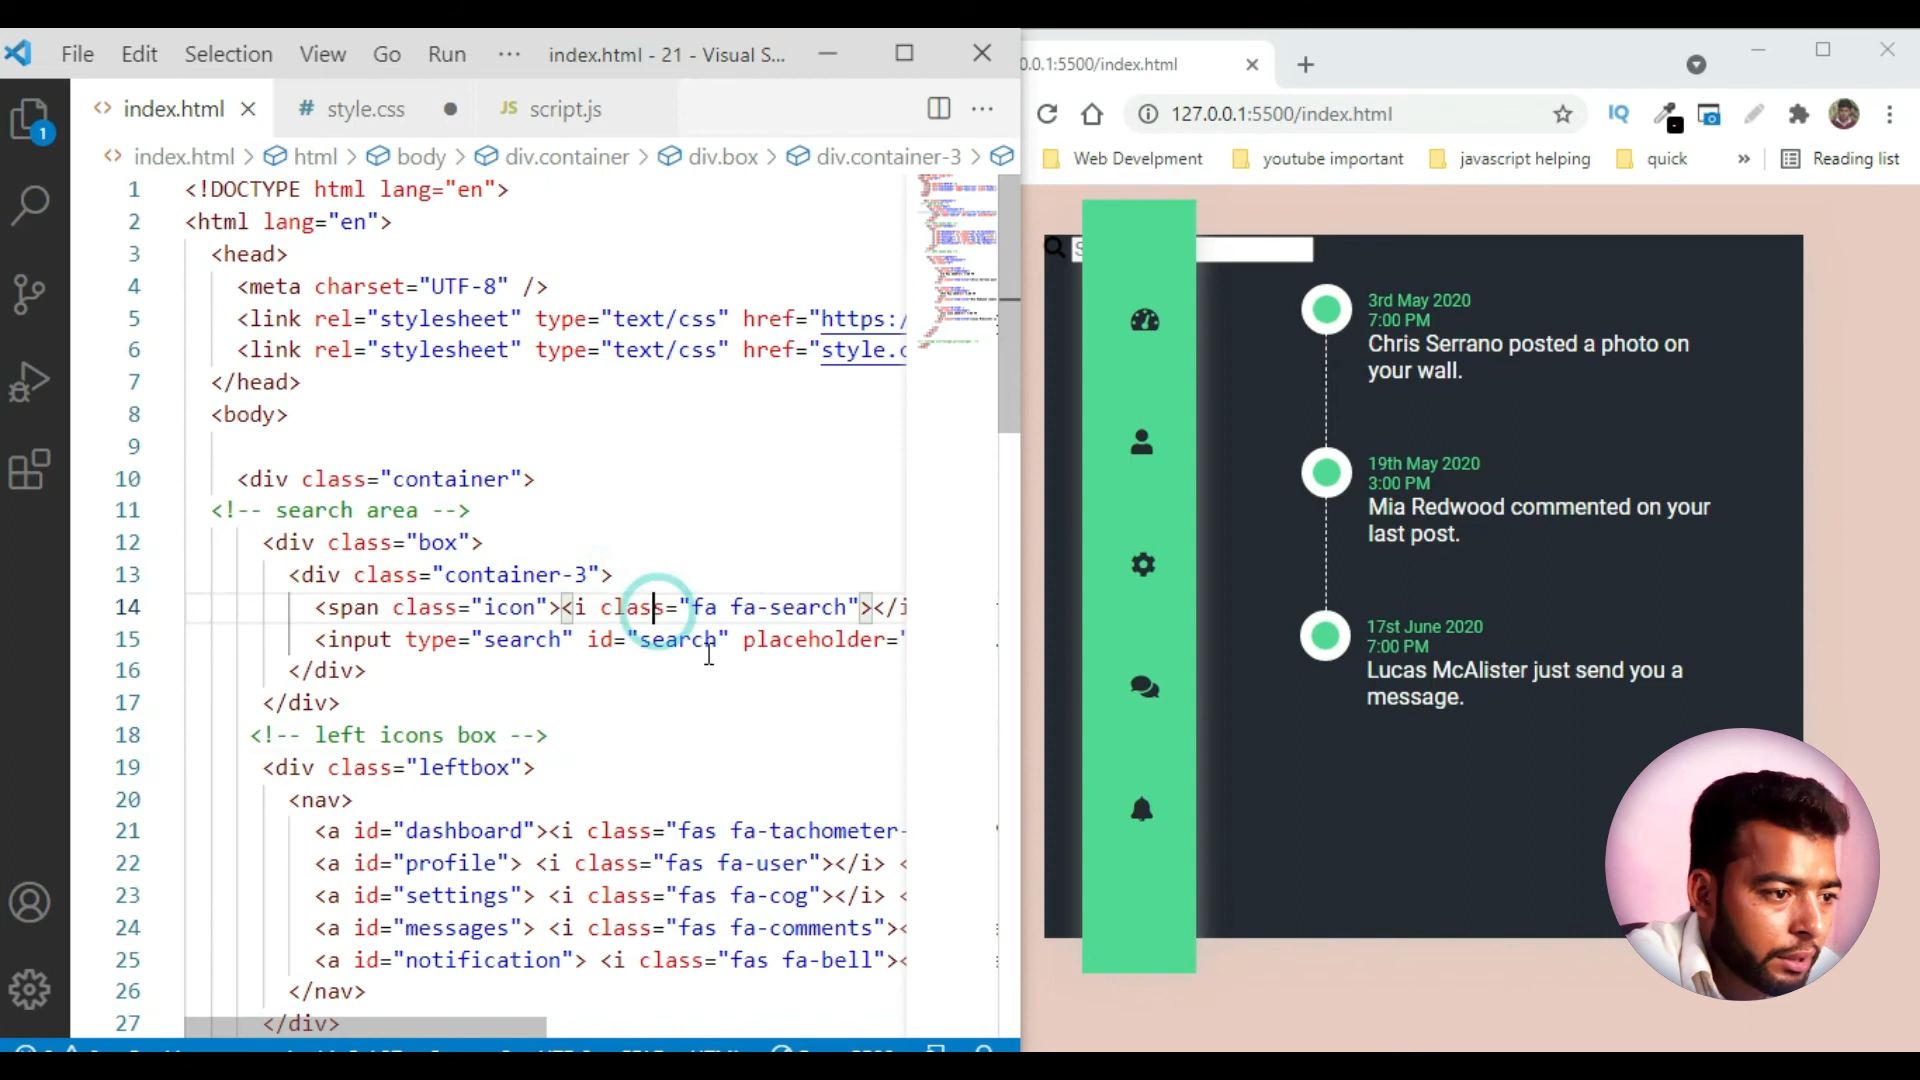 File Edit Selection View Go Run ··· index.html - 21 - Visual S...
index.html style.css JS script.js
index.html > html > body > div.container > div.box > div.container-3 >
1 <!DOCTYPE html lang="en">
2 <html lang="en">
3 <head>
4 <meta charset="UTF-8" />
5 <link rel="stylesheet" type="text/css" href="https:/
6 <link rel="stylesheet" type="text/css" href="style.c
7 </head>
8 <body>
9
10 <div class="container">
11 <!-- search area -->
12 <div class="box">
13 <div class="container-3">
14 <span class="icon"><i class="fa fa-search"></i
15 <input type="search" id="search" placeholder="
16 </div>
17 </div>
18 <!-- left icons box -->
19 <div class="leftbox">
20 <nav>
21 <a id="dashboard"><i class="fas fa-tachometer-
22 <a id="profile"> <i class="fas fa-user"></i> <
23 <a id="settings"> <i class="fas fa-cog"></i> <
24 <a id="messages"> <i class="fas fa-comments"><
25 <a id="notification"> <i class="fas fa-bell"><
26 </nav>
27 </div>
1
0.0.1:5500/index.html
127.0.0.1:5500/index.html
IQ
Web Develpment youtube important javascript helping quick » Reading list
3rd May 2020
7:00 PM
Chris Serrano posted a photo on
your wall.
19th May 2020
3:00 PM
Mia Redwood commented on your
last post.
17st June 2020
7:00 PM
Lucas McAlister just send you a
message.